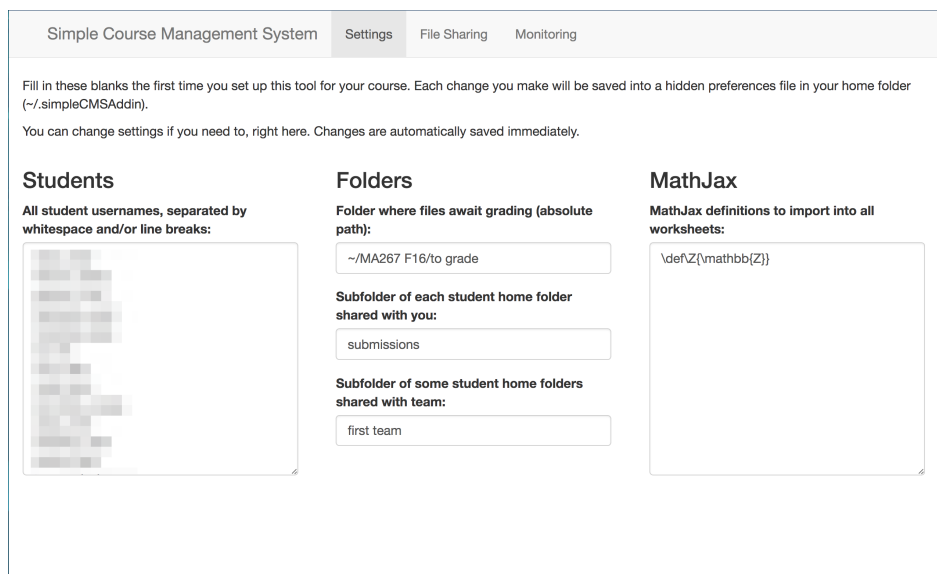 Simple Course Management System Settings File Sharing Monitoring
Fill in these blanks the first time you set up this tool for your course. Each change you make will be saved into a hidden preferences file in your home folder
(~/.simpleCMSAddin).
You can change settings if you need to, right here. Changes are automatically saved immediately.
Students
All student usernames, separated by
whitespace and/or line breaks:
Folders
Folder where files await grading (absolute
path):
~/MA267 F16/to grade
Subfolder of each student home folder
shared with you:
submissions
Subfolder of some student home folders
shared with team:
first team
MathJax
MathJax definitions to import into all
worksheets:
\def\Z{\mathbb{Z}}